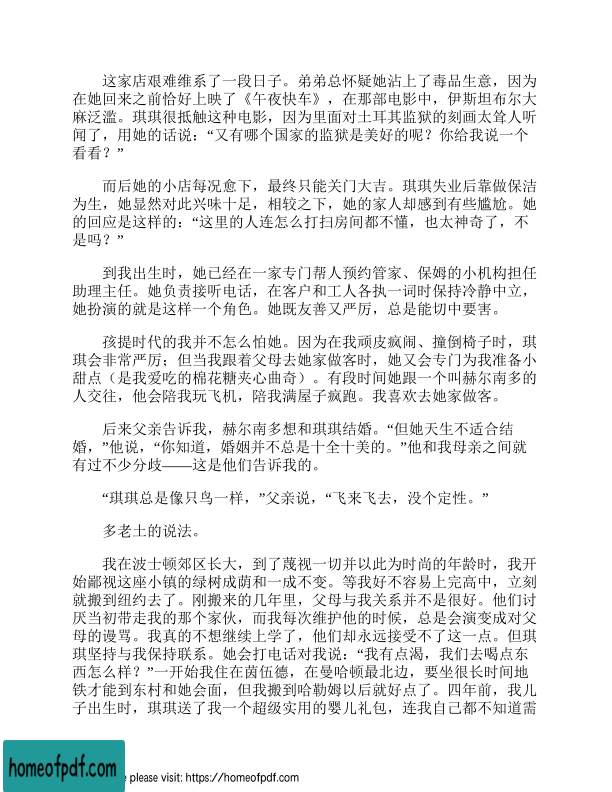 这家店艰难维系了一段日子。弟弟总怀疑她沾上了毒品生意，因为
在她回来之前恰好上映了《午夜快车》，在那部电影中，伊斯坦布尔大
麻泛滥。琪琪很抵触这种电影，因为里面对土耳其监狱的刻画太耸人听
闻了，用她的话说：“又有哪个国家的监狱是美好的呢？你给我说一个
看看？”
而后她的小店每况愈下，最终只能关门大吉。琪琪失业后靠做保洁
为生，她显然对此兴味十足，相较之下，她的家人却感到有些尴尬。她
的回应是这样的：“这里的人连怎么打扫房间都不懂，也太神奇了，不
是吗？”
到我出生时，她已经在一家专门帮人预约管家、保姆的小机构担任
助理主任。她负责接听电话，在客户和工人各执一词时保持冷静中立，
她扮演的就是这样一个角色。她既友善又严厉，总是能切中要害。
孩提时代的我并不怎么怕她。因为在我顽皮疯闹、撞倒椅子时，琪
琪会非常严厉；但当我跟着父母去她家做客时，她又会专门为我准备小
甜点（是我爱吃的棉花糖夹心曲奇）。有段时间她跟一个叫赫尔南多的
人交往，他会陪我玩飞机，陪我满屋子疯跑。我喜欢去她家做客。
后来父亲告诉我，赫尔南多想和琪琪结婚。“但她天生不适合结
婚，”他说，“你知道，婚姻并不总是十全十美的。”他和我母亲之间就
有过不少分歧——这是他们告诉我的。
“琪琪总是像只鸟一样，”父亲说，“飞来飞去，没个定性。”
多老土的说法。
我在波士顿郊区长大，到了蔑视一切并以此为时尚的年龄时，我开
始鄙视这座小镇的绿树成荫和一成不变。等我好不容易上完高中，立刻
就搬到纽约去了。刚搬来的几年里，父母与我关系并不是很好。他们讨
厌当初带走我的那个家伙，而我每次维护他的时候，总是会演变成对父
母的谩骂。我真的不想继续上学了，他们却永远接受不了这一点。但琪
琪坚持与我保持联系。她会打电话对我说：“我有点渴，我们去喝点东
西怎么样？”一开始我住在茵伍德，在曼哈顿最北边，要坐很长时间地
铁才能到东村和她会面，但我搬到哈勒姆以后就好点了。四年前，我儿
子出生时，琪琪送了我一个超级实用的婴儿礼包，连我自己都不知道需
homeofpdf.com
e please visit: https://homeofpdf.com